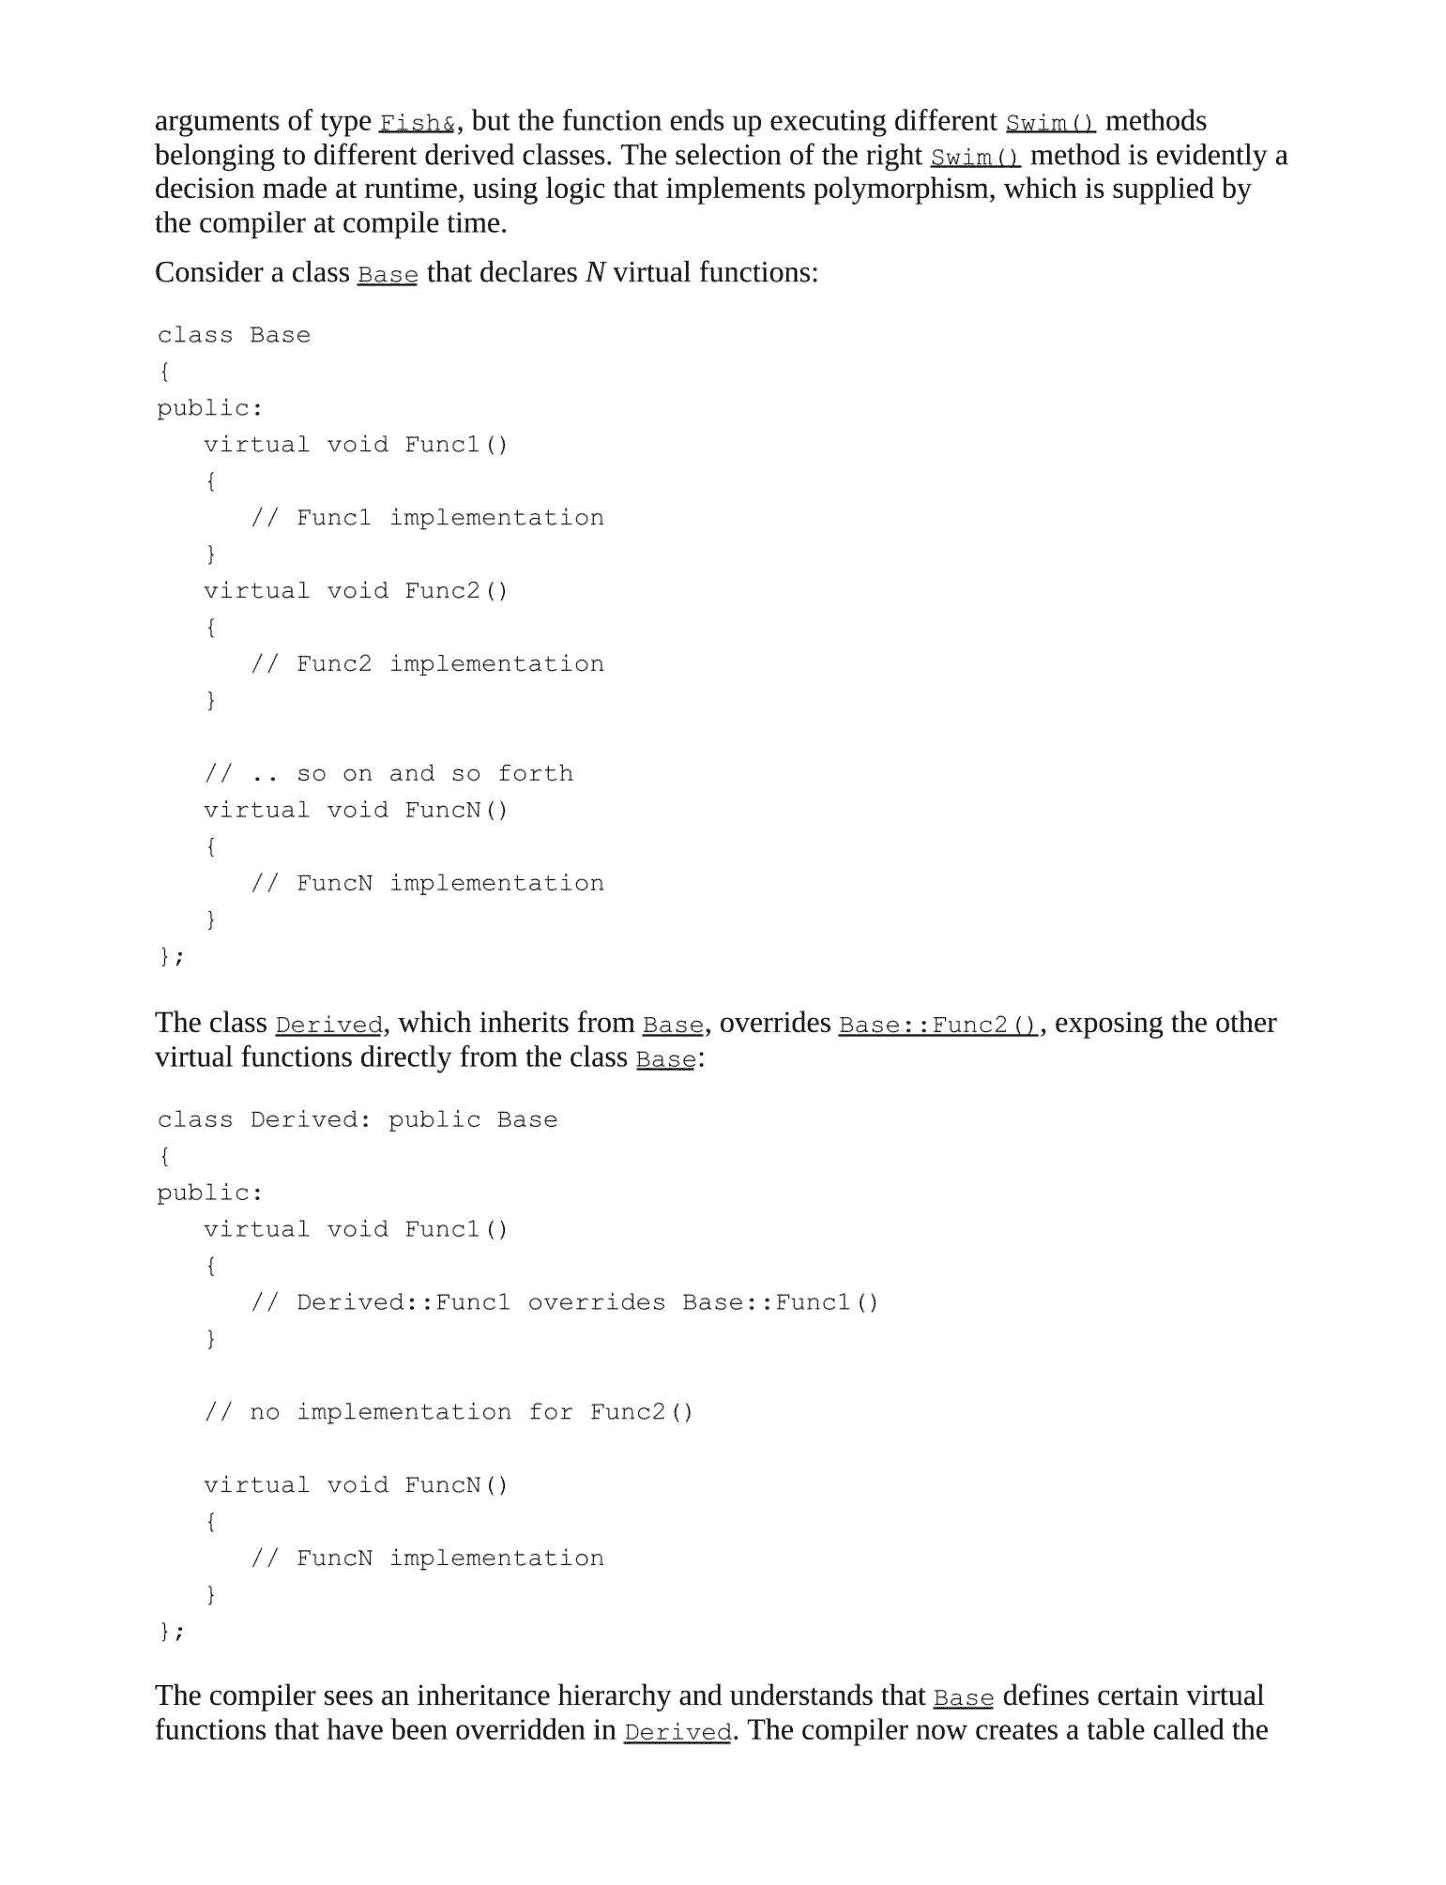 arguments of type Fish&, but the function ends up executing different Swim() methods
belonging to different derived classes. The selection of the right Swim() method is evidently a
decision made at runtime, using logic that implements polymorphism, which is supplied by
the compiler at compile time.
Consider a class Base that declares N virtual functions:
class Base
{
public:
   virtual void Func1()
   {
      // Func1 implementation
   }
   virtual void Func2()
   {
      // Func2 implementation
   }
   // .. so on and so forth
   virtual void FuncN()
   {
      // FuncN implementation
   }
};
The class Derived, which inherits from Base, overrides Base::Func2(), exposing the other
virtual functions directly from the class Base:
class Derived: public Base
{
public:
   virtual void Func1()
   {
      // Derived::Func1 overrides Base::Func1()
   }
   // no implementation for Func2()
   virtual void FuncN()
   {
      // FuncN implementation
   }
};
The compiler sees an inheritance hierarchy and understands that Base defines certain virtual
functions that have been overridden in Derived. The compiler now creates a table called the